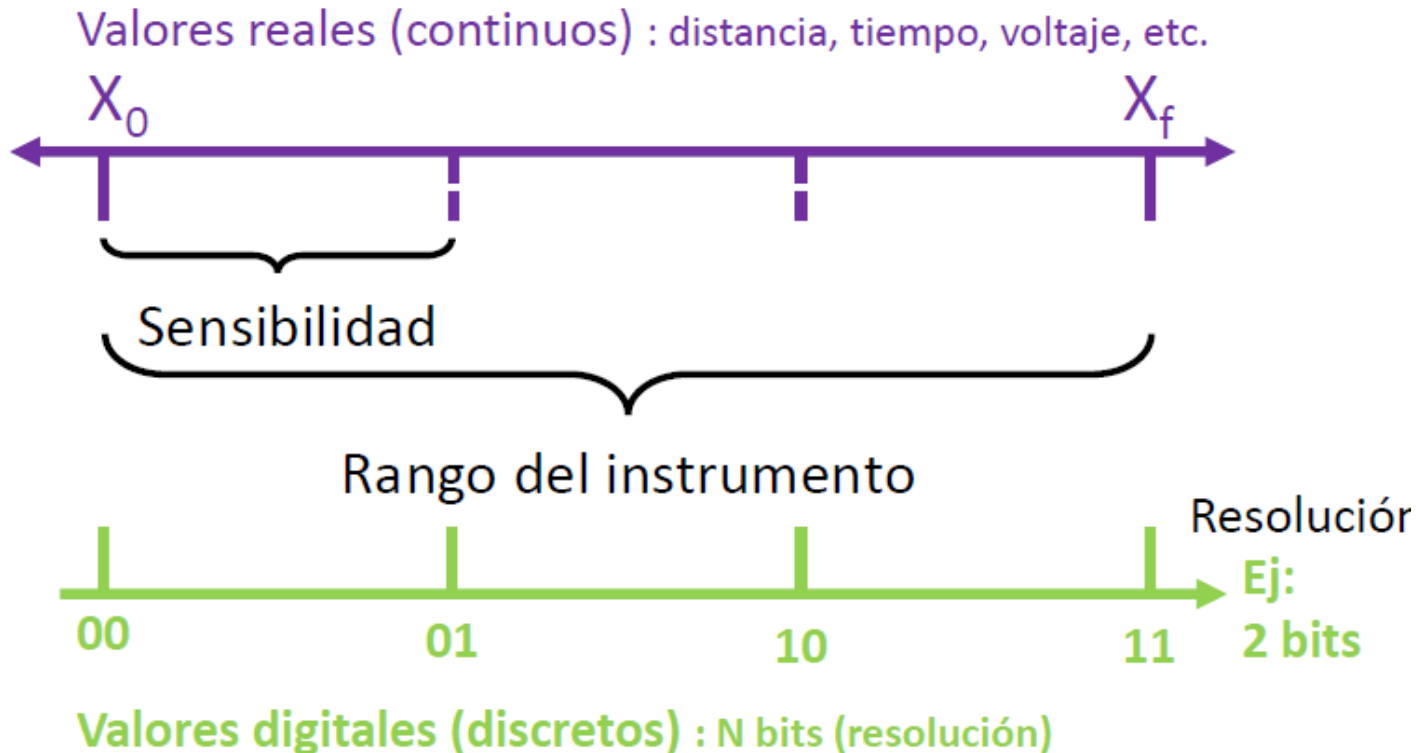 Valores reales (continuos) : distancia, tiempo, voltaje, etc.
X₀ X_f
Sensibilidad
Rango del instrumento
Resolución
Ej:
2 bits
00 01 10 11
Valores digitales (discretos) : N bits (resolución)